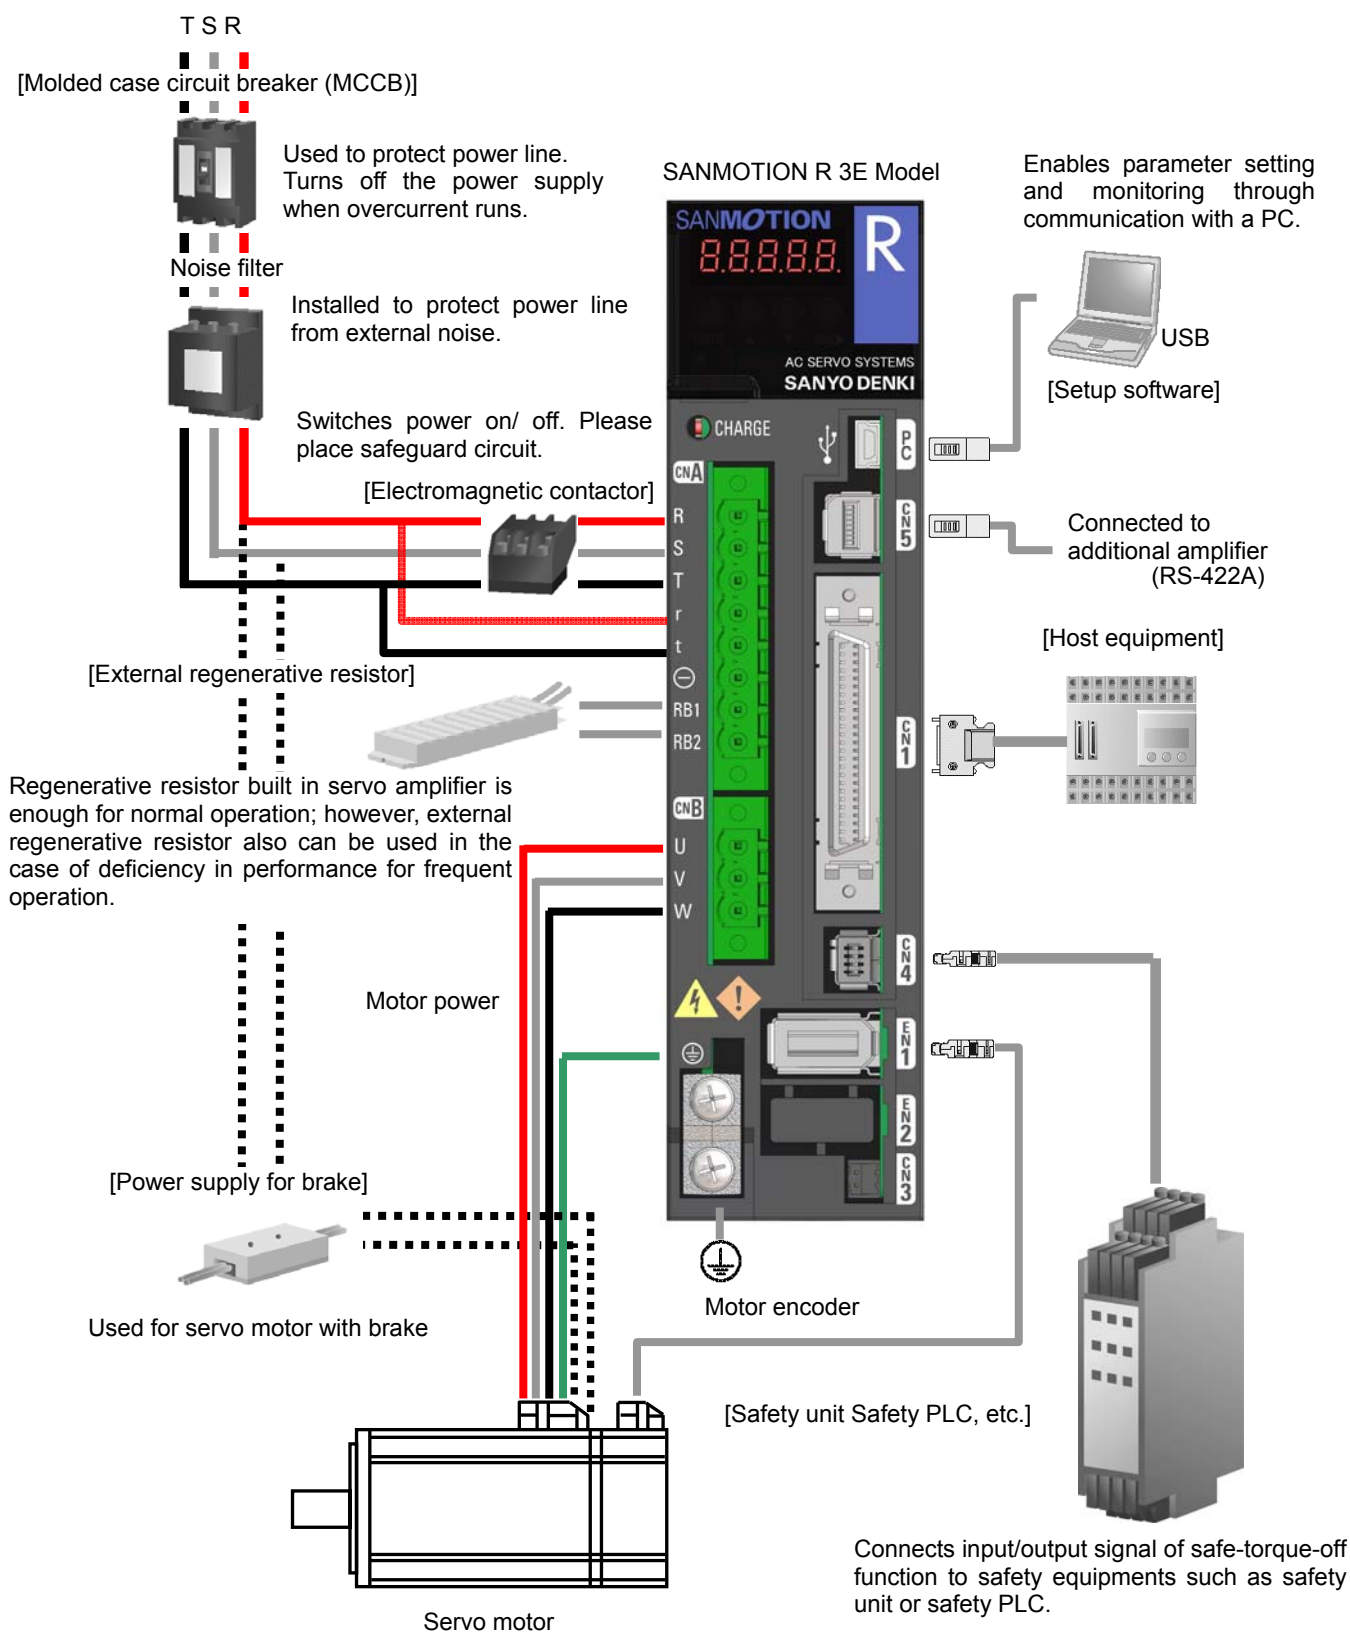 T S R
[Molded case circuit breaker (MCCB)]
Used to protect power line.
Turns off the power supply
when overcurrent runs.
Noise filter
Installed to protect power line
from external noise.
Switches power on/ off. Please
place safeguard circuit.
[Electromagnetic contactor]
[External regenerative resistor]
Regenerative resistor built in servo amplifier is
enough for normal operation; however, external
regenerative resistor also can be used in the
case of deficiency in performance for frequent
operation.
Motor power
[Power supply for brake]
Used for servo motor with brake
Servo motor
SANMOTION R 3E Model
SANMOTION
R
8.8.8.8.8.
AC SERVO SYSTEMS
SANYO DENKI
CHARGE
CNA
R
S
T
r
t
RB1
RB2
CNB
U
V
W
PC
CN5
CN1
CN4
EN1
EN2
CN3
Motor encoder
Enables parameter setting
and monitoring through
communication with a PC.
USB
[Setup software]
Connected to
additional amplifier
(RS-422A)
[Host equipment]
[Safety unit Safety PLC, etc.]
Connects input/output signal of safe-torque-off
function to safety equipments such as safety
unit or safety PLC.